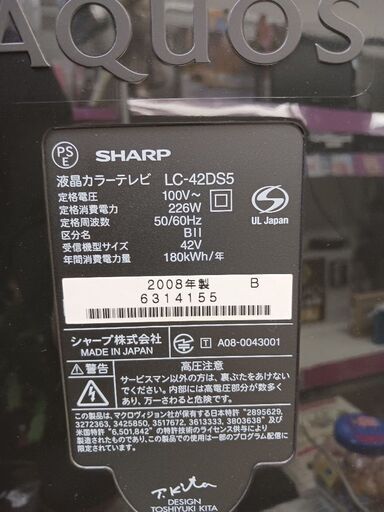 AQUOS
PS
E
SHARP
液晶カラーテレビ LC-42DS5
定格電圧 100V～
定格消費電力 226W
定格周波数 50/60Hz
区分名 BII
受信機型サイズ 42V
年間消費電力量 180kWh/年
S
UL Japan
2008年製 B
6314155
シャープ株式会社
MADE IN JAPAN
T A08-0043001
警告
高圧注意
サービスマン以外の方は、裏ぶたをあけないで
ください。内部には高電圧部分が数多く
あり、万一さわると危険です。
この製品は、マクロヴィジョン社が保有する日本特許 "2895629,
3272363, 3425850, 3517672, 3613333, 3803638" 及び
米国特許 "6,501,842" の特許技術のライセンス供与により
製造された製品なので使用は一部のプログラム配信に
限定されています。
T. Kita
DESIGN
TOSHIYUKI KITA